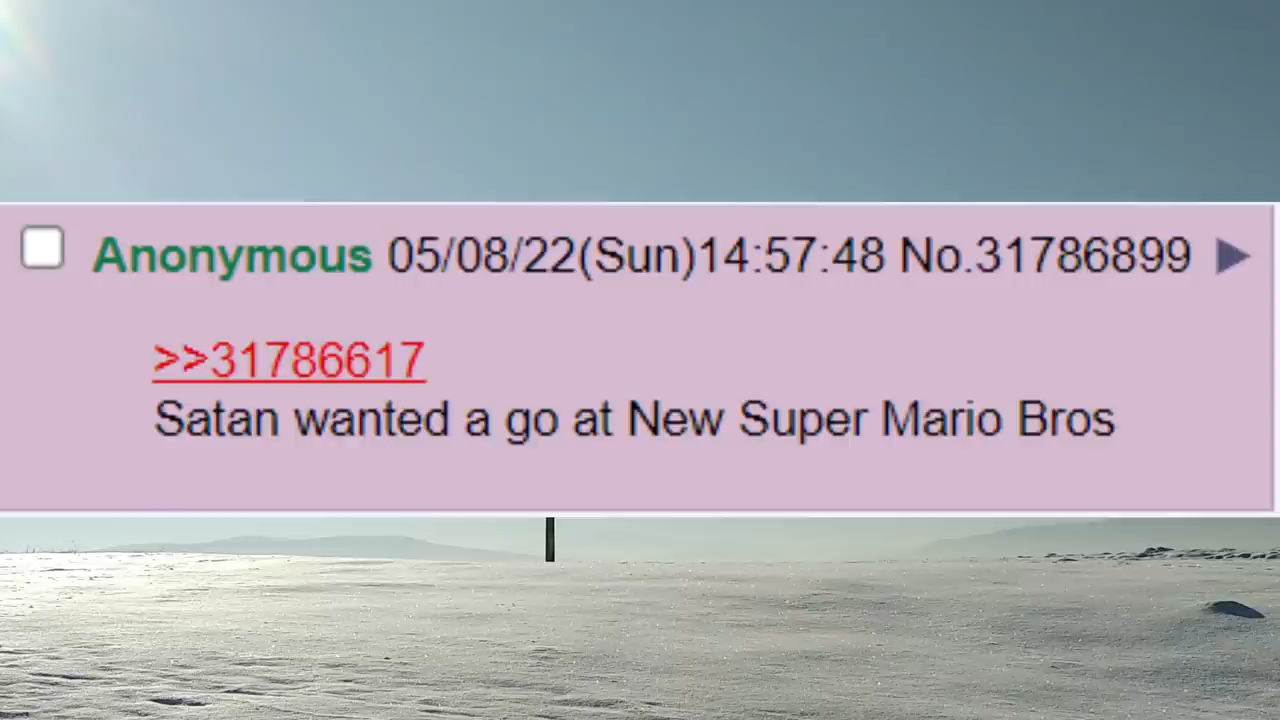 Anonymous 05/08/22(Sun)14:57:48 No.31786899 ▶
>>31786617
Satan wanted a go at New Super Mario Bros